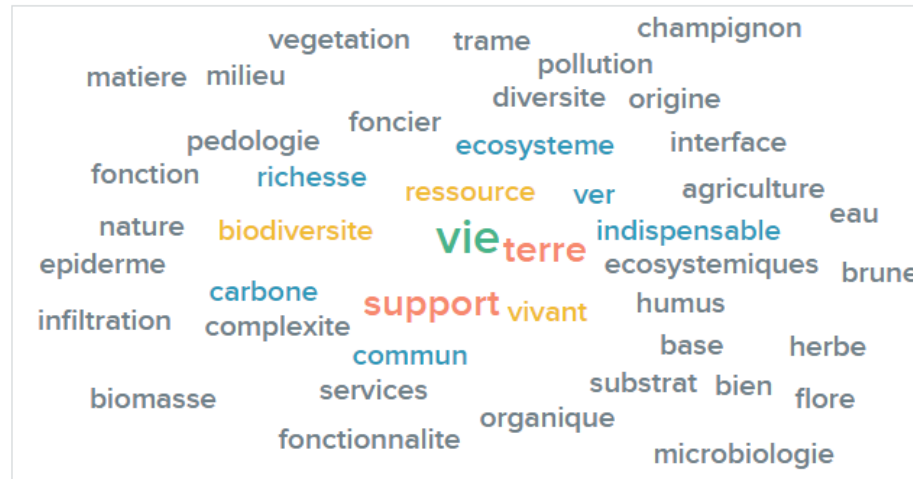 champignon
vegetation trame
pollution
matiere milieu
diversite origine
foncier
pedologie ecosysteme interface
fonction richesse
ressource ver agriculture
eau
nature biodiversite vie indispensable
terre
epiderme ecosystemiques
brune
carbone
support vivant humus
infiltration complexite
base herbe
commun
services substrat bien
biomasse flore
organique
fonctionnalite
microbiologie